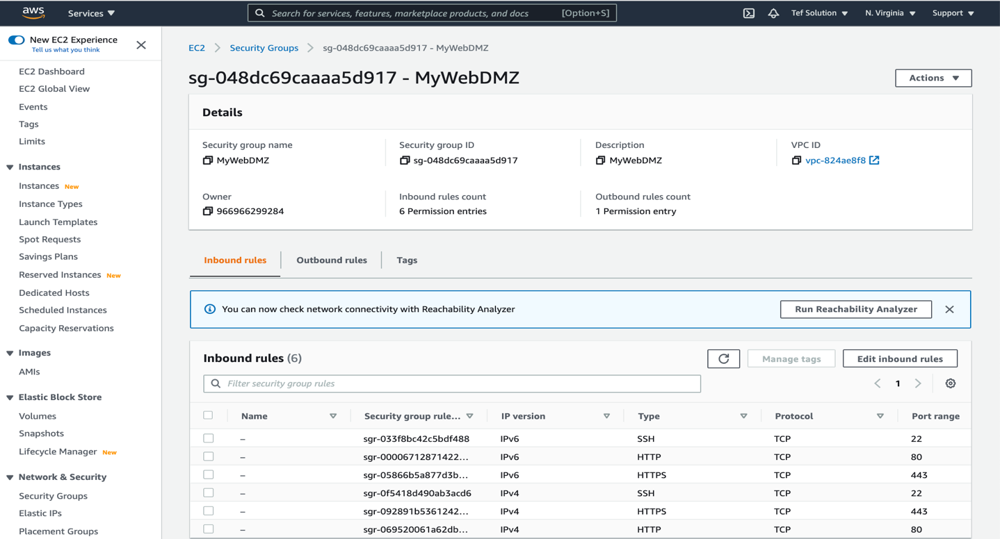 aws Services Search for services, features, marketplace products, and docs [Option+S] Tef Solution N. Virginia Support
New EC2 Experience
Tell us what you think
EC2 Dashboard
EC2 Global View
Events
Tags
Limits
Instances
Instances New
Instance Types
Launch Templates
Spot Requests
Savings Plans
Reserved Instances New
Dedicated Hosts
Scheduled Instances
Capacity Reservations
Images
AMIs
Elastic Block Store
Volumes
Snapshots
Lifecycle Manager New
Network & Security
Security Groups
Elastic IPs
Placement Groups
EC2 Security Groups sg-048dc69caaaa5d917 - MyWebDMZ
sg-048dc69caaaa5d917 - MyWebDMZ Actions
Details
Security group name Security group ID Description VPC ID
MyWebDMZ sg-048dc69caaaa5d917 MyWebDMZ vpc-824ae8f8
Owner Inbound rules count Outbound rules count
966966299284 6 Permission entries 1 Permission entry
Inbound rules Outbound rules Tags
You can now check network connectivity with Reachability Analyzer Run Reachability Analyzer
Inbound rules (6) Manage tags Edit inbound rules
Filter security group rules 1
Name Security group rule... IP version Type Protocol Port range
– sgr-033f8bc42c5bdf488 IPv6 SSH TCP 22
– sgr-00006712871422... IPv6 HTTP TCP 80
– sgr-05866b5a877d3b... IPv6 HTTPS TCP 443
– sgr-0f5418d490ab3acd6 IPv4 SSH TCP 22
– sgr-092891b5361242... IPv4 HTTPS TCP 443
– sgr-069520061a62db... IPv4 HTTP TCP 80